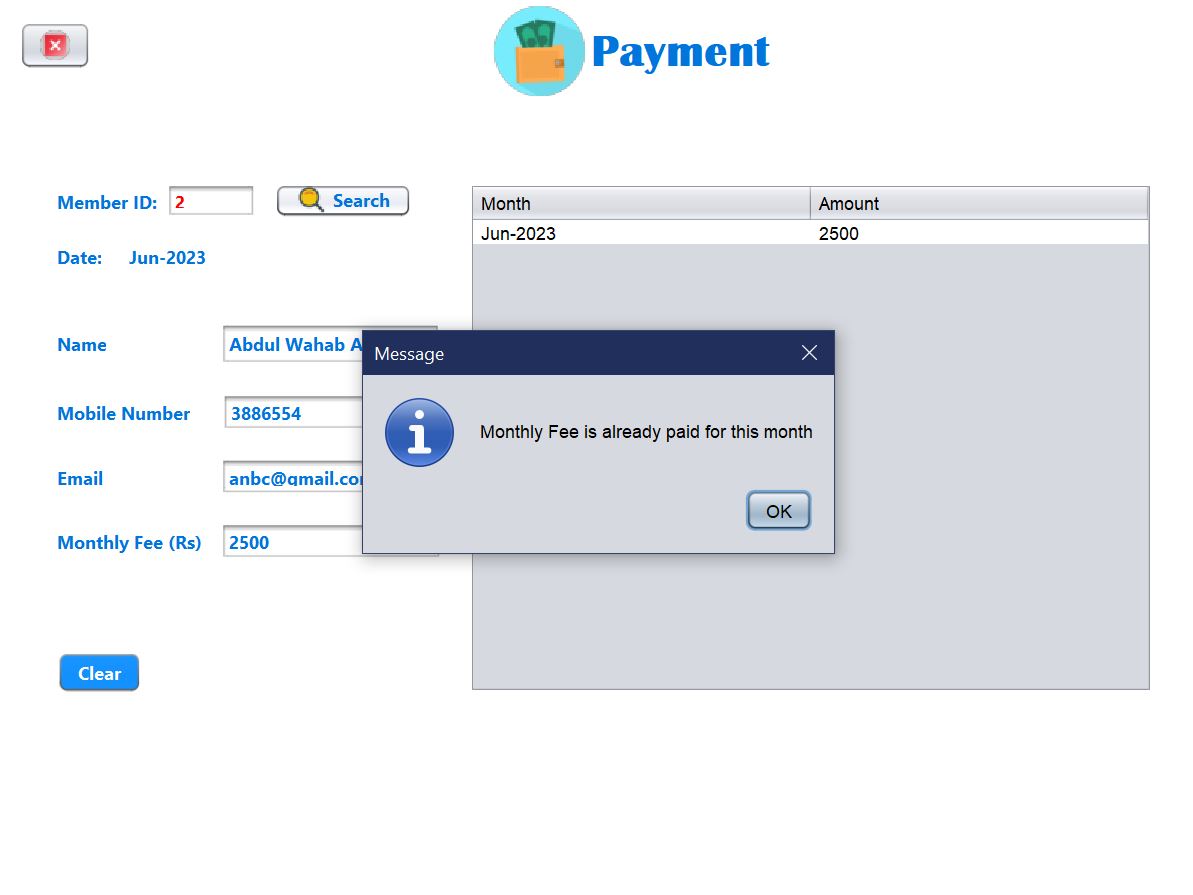 Payment
Member ID: 2 Search
Date: Jun-2023
Month Amount
Jun-2023 2500
Name Abdul Wahab A
Mobile Number 3886554
Email anbc@gmail.co
Monthly Fee (Rs) 2500
Message
Monthly Fee is already paid for this month
OK
Clear